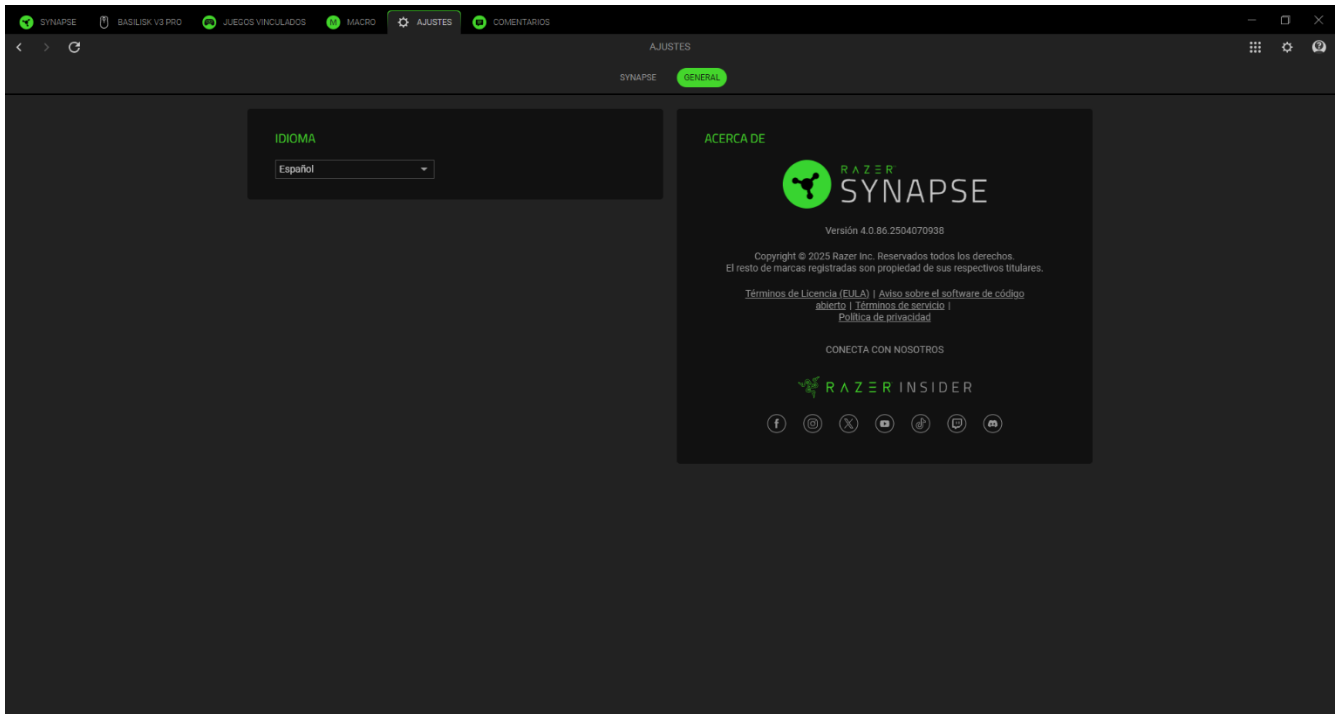 SYNAPSE BASILISK V3 PRO JUEGOS VINCULADOS M MACRO AJUSTES COMENTARIOS
AJUSTES
SYNAPSE GENERAL
IDIOMA
Español
ACERCA DE
RAZER
SYNAPSE
Versión 4.0.86.2504070938
Copyright © 2025 Razer Inc. Reservados todos los derechos.
El resto de marcas registradas son propiedad de sus respectivos titulares.
Términos de Licencia (EULA) | Aviso sobre el software de código
abierto | Términos de servicio |
Política de privacidad
CONECTA CON NOSOTROS
RAZER INSIDER